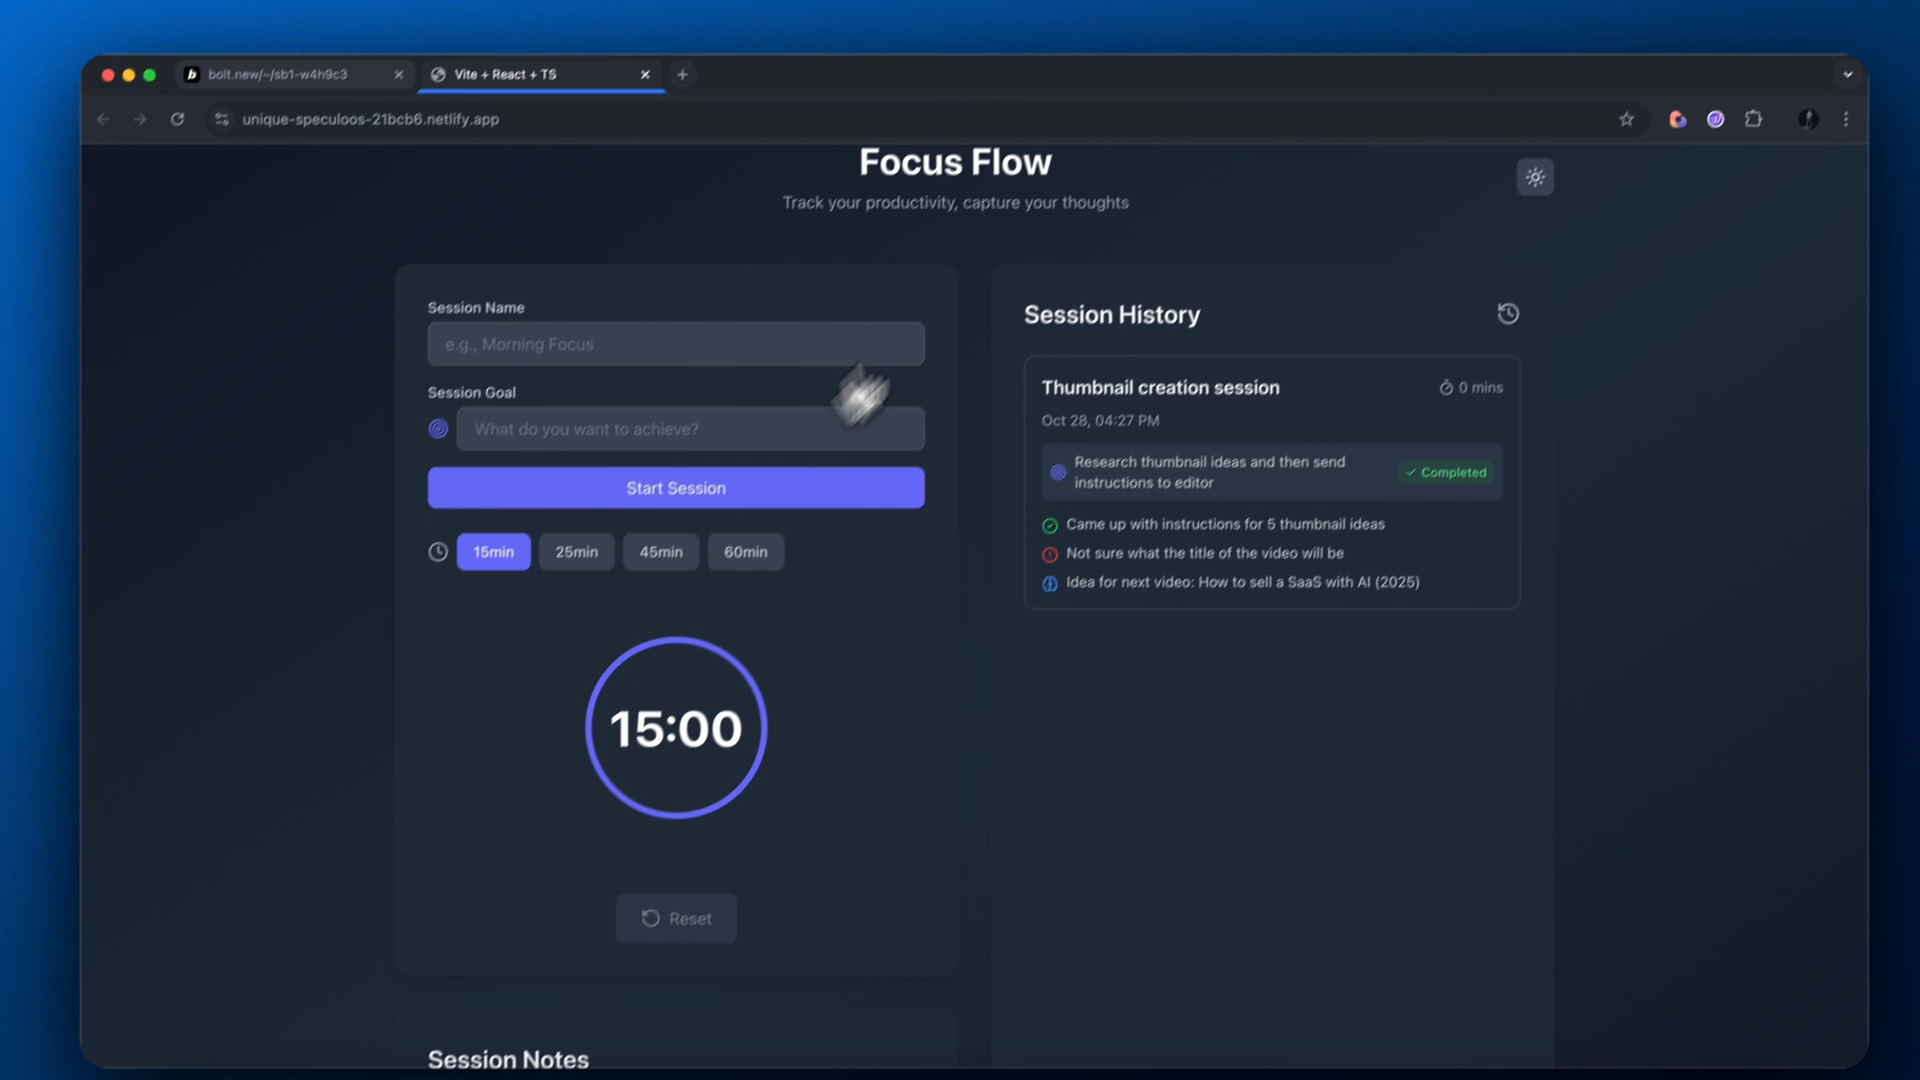 bolt.new/~/sb1-w4h9c3
Vite + React + TS
unique-speculoos-21bcb6.netlify.app
Focus Flow
Track your productivity, capture your thoughts
Session Name
e.g., Morning Focus
Session Goal
What do you want to achieve?
Start Session
15min 25min 45min 60min
15:00
Reset
Session Notes
Session History
Thumbnail creation session 0 mins
Oct 28, 04:27 PM
Research thumbnail ideas and then send
instructions to editor
Completed
Came up with instructions for 5 thumbnail ideas
Not sure what the title of the video will be
Idea for next video: How to sell a SaaS with AI (2025)